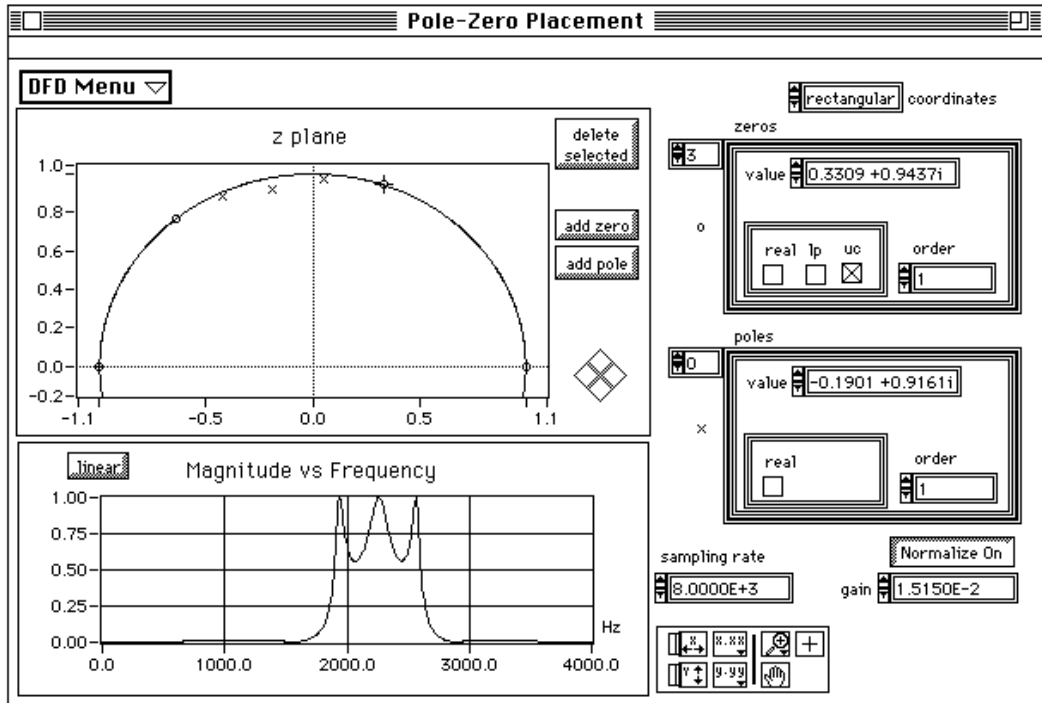 Pole-Zero Placement
DFD Menu
z plane
delete selected
add zero
add pole
1.0
0.8
0.6
0.4
0.2
0.0
-0.2
-1.1
-0.5
0.0
0.5
1.1
linear
Magnitude vs Frequency
1.00
0.75
0.50
0.25
0.00
Hz
0.0
1000.0
2000.0
3000.0
4000.0
rectangular coordinates
zeros
3
value 0.3309 +0.9437i
o
real lp uc
order
1
poles
0
value -0.1901 +0.9161i
x
real
order
1
Normalize On
sampling rate
8.0000E+3
gain 1.5150E-2
X
X.XX
Y
y.yy